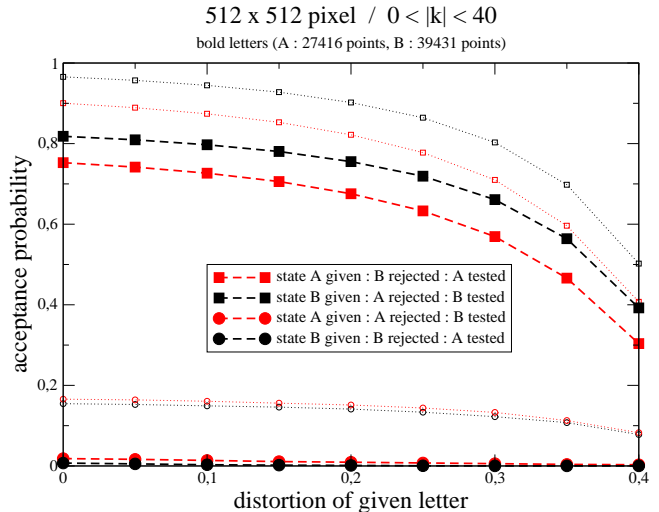 512 x 512 pixel / 0 < |k| < 40
bold letters (A : 27416 points, B : 39431 points)
1
0,8
0,6
0,4
0,2
0
acceptance probability
state A given : B rejected : A tested
state B given : A rejected : B tested
state A given : A rejected : B tested
state B given : B rejected : A tested
0 0,1 0,2 0,3 0,4
distortion of given letter